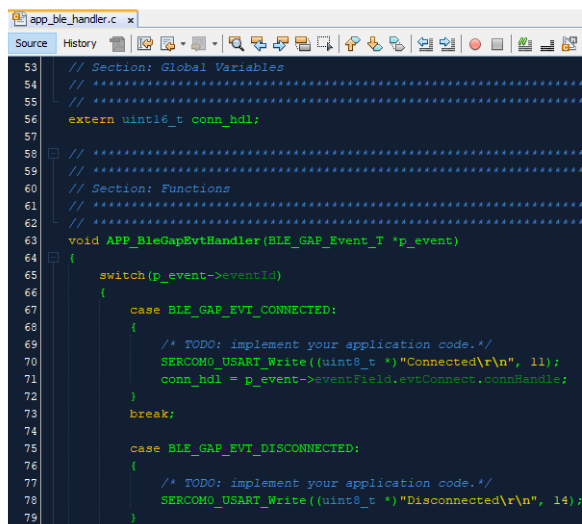 app_ble_handler.c x
Source History
53 // Section: Global Variables
54 // *****************************************************************************
55 // *****************************************************************************
56 extern uint16_t conn_hdl;
57
58 // *****************************************************************************
59 // *****************************************************************************
60 // Section: Functions
61 // *****************************************************************************
62 // *****************************************************************************
63 void APP_BleGapEvtHandler(BLE_GAP_Event_T *p_event)
64 {
65 switch(p_event->eventId)
66 {
67 case BLE_GAP_EVT_CONNECTED:
68 {
69 /* TODO: implement your application code.*/
70 SERCOM0_USART_Write((uint8_t *)"Connected\r\n", 11);
71 conn_hdl = p_event->eventField.evtConnect.connHandle;
72 }
73 break;
74
75 case BLE_GAP_EVT_DISCONNECTED:
76 {
77 /* TODO: implement your application code.*/
78 SERCOM0_USART_Write((uint8_t *)"Disconnected\r\n", 14);
79 }